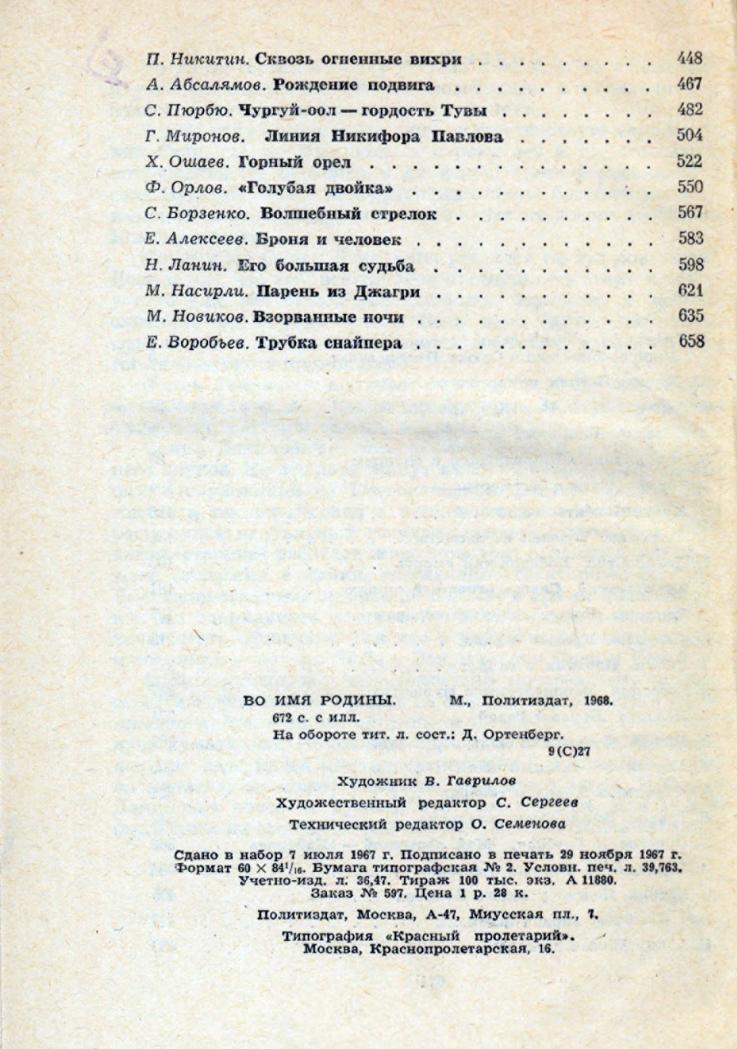 П. Никитин. Сквозь огненные вихри . . . . . . . . . 448
А. Абсалямов. Рождение подвига . . . . . . . . . . 467
С. Пюрбю. Чургуй-оол — гордость Тувы . . . . . . . . 482
Г. Миронов. Линия Никифора Павлова . . . . . . . 504
Х. Ошаев. Горный орел . . . . . . . . . . . . . . 522
Ф. Орлов. «Голубая двойка» . . . . . . . . . . . . 550
С. Борзенко. Волшебный стрелок . . . . . . . . . . 567
Е. Алексеев. Броня и человек . . . . . . . . . . . . 583
Н. Ланин. Его большая судьба . . . . . . . . . . . 598
М. Насирли. Парень из Джагри . . . . . . . . . . . 621
М. Новиков. Взорванные ночи . . . . . . . . . . . . 635
Е. Воробьев. Трубка снайпера . . . . . . . . . . . . 658
ВО ИМЯ РОДИНЫ. М., Политиздат, 1968.
672 с. с илл.
На обороте тит. л. сост.: Д. Ортенберг.
9(С)27
Художник В. Гаврилов
Художественный редактор С. Сергеев
Технический редактор О. Семенова
Сдано в набор 7 июля 1967 г. Подписано в печать 29 ноября 1967 г.
Формат 60 × 84¹/₁₆. Бумага типографская № 2. Условн. печ. л. 39,763.
Учетно-изд. л. 36,47. Тираж 100 тыс. экз. А 11880.
Заказ № 597. Цена 1 р. 28 к.
Политиздат, Москва, А-47, Миусская пл., 7.
Типография «Красный пролетарий».
Москва, Краснопролетарская, 16.